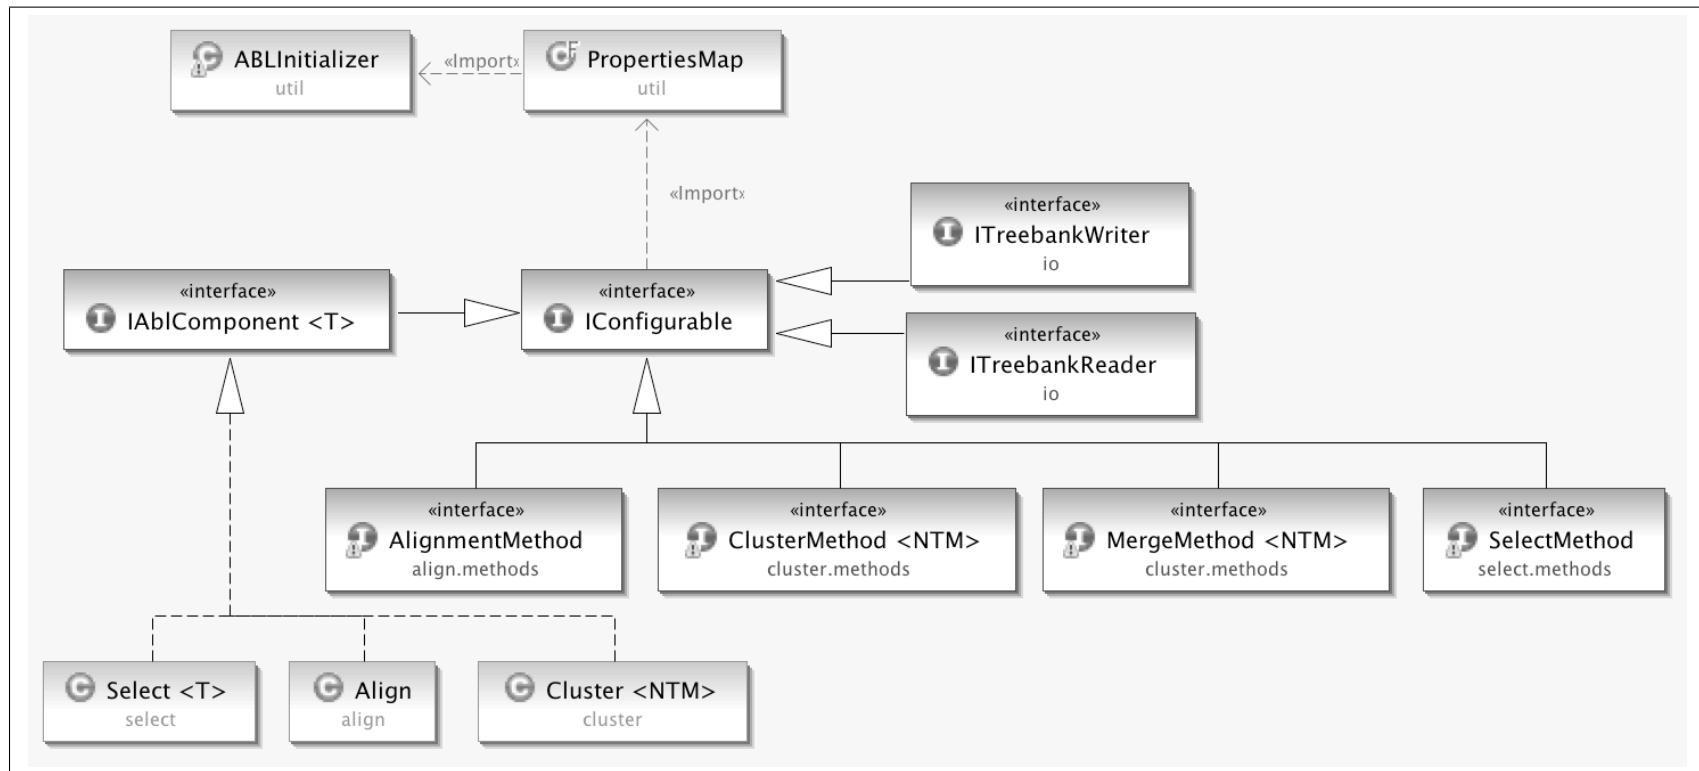 ABLInitializer
util
«Import»
PropertiesMap
util
«Import»
«interface»
ITreebankWriter
io
«interface»
IAblComponent <T>
«interface»
IConfigurable
«interface»
ITreebankReader
io
«interface»
AlignmentMethod
align.methods
«interface»
ClusterMethod <NTM>
cluster.methods
«interface»
MergeMethod <NTM>
cluster.methods
«interface»
SelectMethod
select.methods
Select <T>
select
Align
align
Cluster <NTM>
cluster